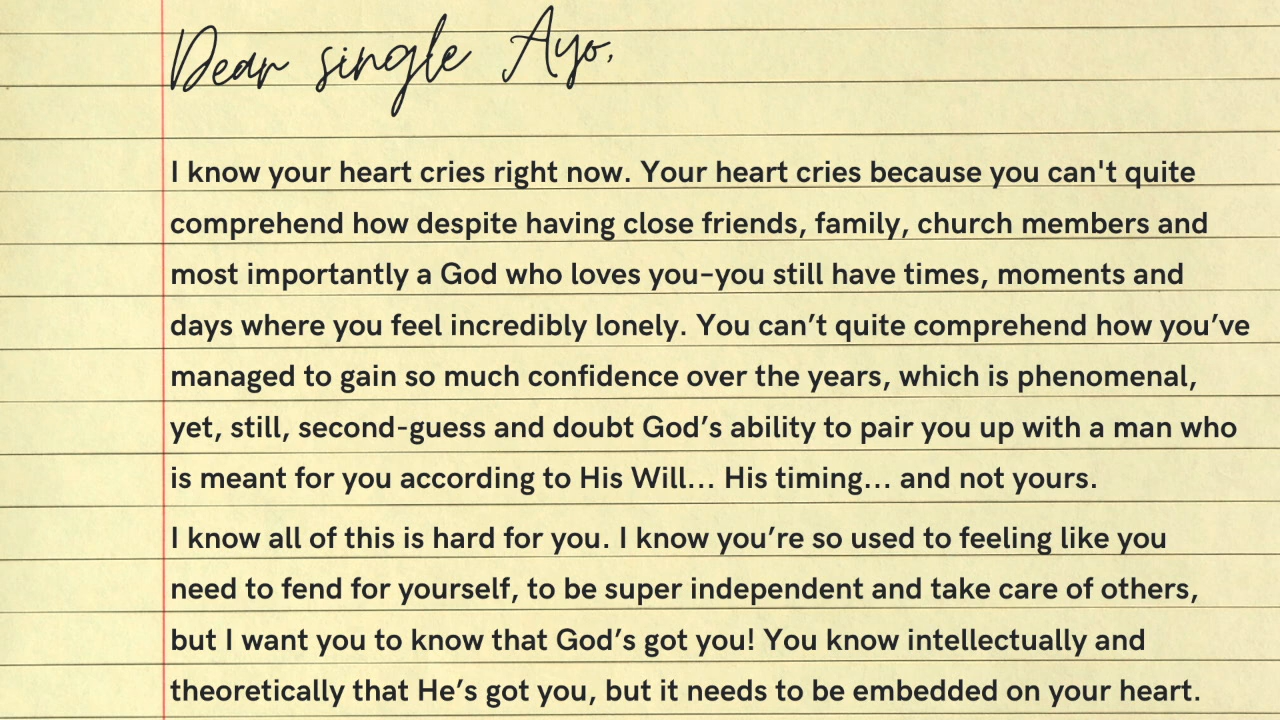 Dear single Ayo,
I know your heart cries right now. Your heart cries because you can't quite
comprehend how despite having close friends, family, church members and
most importantly a God who loves you–you still have times, moments and
days where you feel incredibly lonely. You can’t quite comprehend how you’ve
managed to gain so much confidence over the years, which is phenomenal,
yet, still, second-guess and doubt God’s ability to pair you up with a man who
is meant for you according to His Will... His timing... and not yours.
I know all of this is hard for you. I know you’re so used to feeling like you
need to fend for yourself, to be super independent and take care of others,
but I want you to know that God’s got you! You know intellectually and
theoretically that He’s got you, but it needs to be embedded on your heart.